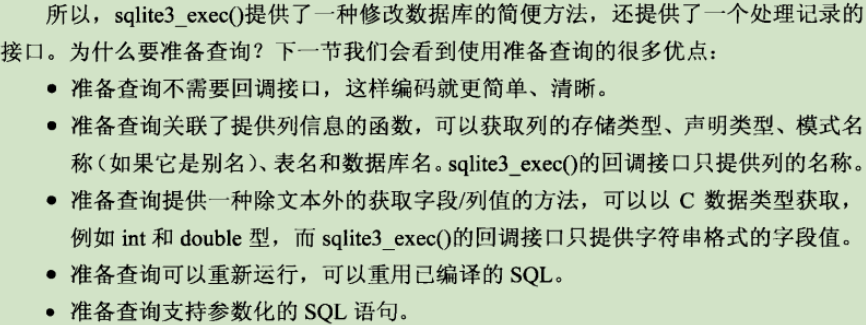 所以，sqlite3_exec()提供了一种修改数据库的简便方法，还提供了一个处理记录的
接口。为什么要准备查询？下一节我们会看到使用准备查询的很多优点：
● 准备查询不需要回调接口，这样编码就更简单、清晰。
● 准备查询关联了提供列信息的函数，可以获取列的存储类型、声明类型、模式名
称（如果它是别名）、表名和数据库名。sqlite3_exec()的回调接口只提供列的名称。
● 准备查询提供一种除文本外的获取字段/列值的方法，可以以 C 数据类型获取，
例如 int 和 double 型，而 sqlite3_exec()的回调接口只提供字符串格式的字段值。
● 准备查询可以重新运行，可以重用已编译的 SQL。
● 准备查询支持参数化的 SQL 语句。